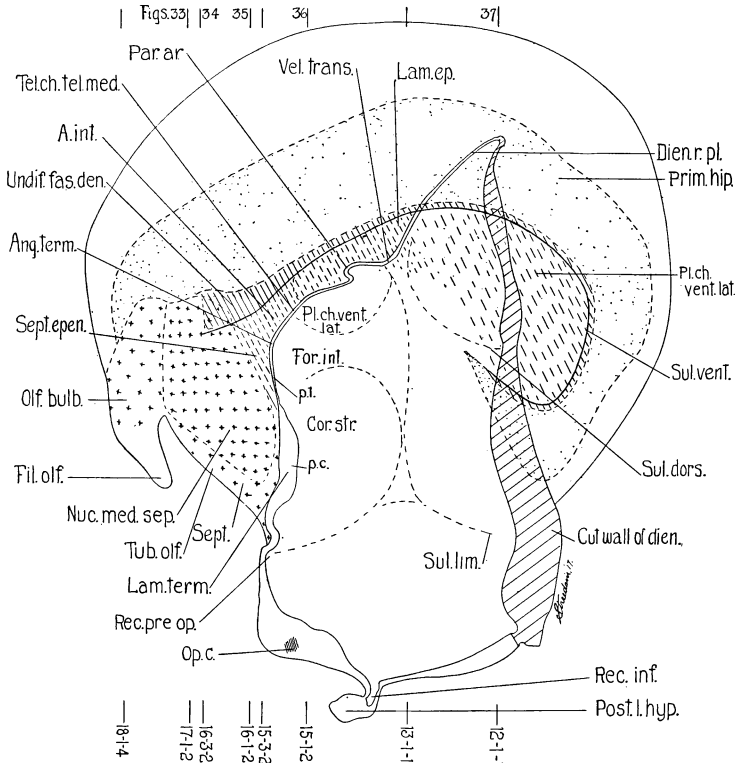 Figs.33 34 35 36 37
Par. ar
Vel. trans.
Lam. ep.
Tel. ch. tel. med.
A. int.
Undif. fas. den.
Dien. r. pl.
Prim. hip.
Ang. term.
Pl. ch. vent. lat.
Pl. ch.
vent. lat.
Sept. epen.
For. int.
Sul. vent.
p.1.
Olf. bulb.
Cor. str.
p.c.
Sul. dors.
Fil. olf.
Nuc. med. sep.
Sept.
Tub. olf.
Sul. lim.
Cut wall of dien.
Lam. term.
Rec. pre op.
Op. c.
Rec. inf.
Post. l. hyp.
18-1-4
17-1-2
16-3-2
16-1-2
15-3-2
15-1-2
13-1-1